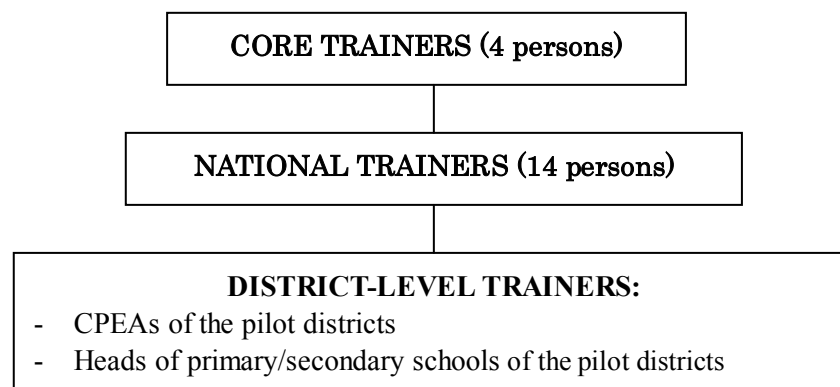 CORE TRAINERS (4 persons)
NATIONAL TRAINERS (14 persons)
DISTRICT-LEVEL TRAINERS:
- CPEAs of the pilot districts
- Heads of primary/secondary schools of the pilot districts